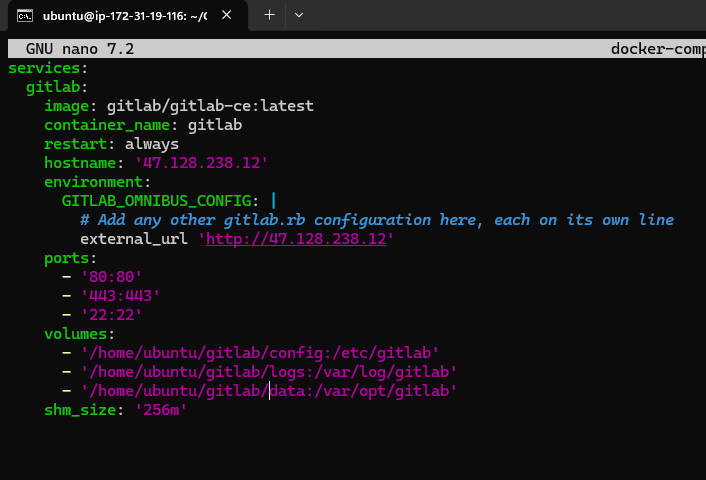 ubuntu@ip-172-31-19-116: ~/
GNU nano 7.2 docker-comp
services:
gitlab:
image: gitlab/gitlab-ce:latest
container_name: gitlab
restart: always
hostname: '47.128.238.12'
environment:
GITLAB_OMNIBUS_CONFIG: |
# Add any other gitlab.rb configuration here, each on its own line
external_url 'http://47.128.238.12'
ports:
- '80:80'
- '443:443'
- '22:22'
volumes:
- '/home/ubuntu/gitlab/config:/etc/gitlab'
- '/home/ubuntu/gitlab/logs:/var/log/gitlab'
- '/home/ubuntu/gitlab/data:/var/opt/gitlab'
shm_size: '256m'